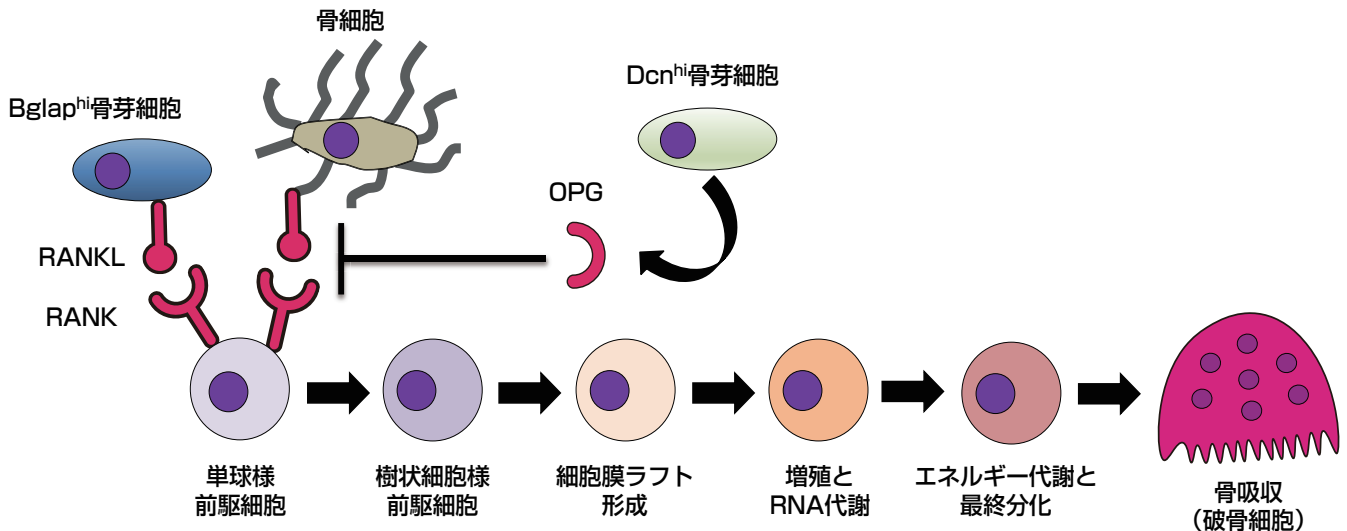 骨細胞
Bglaphi骨芽細胞
Dcnhi骨芽細胞
OPG
RANKL
RANK
単球様
前駆細胞
樹状細胞様
前駆細胞
細胞膜ラフト
形成
増殖と
RNA代謝
エネルギー代謝と
最終分化
骨吸収
（破骨細胞）